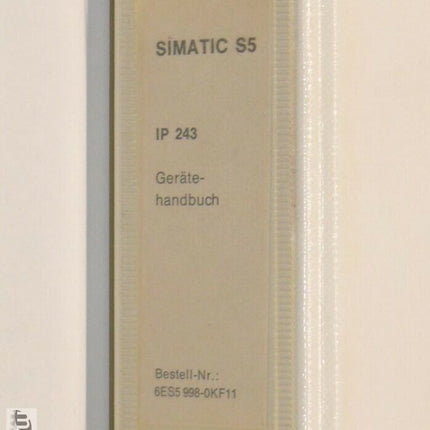 SIMATIC S5
IP 243
Geräte-
handbuch
Bestell-Nr.:
6ES5 998-0KF11